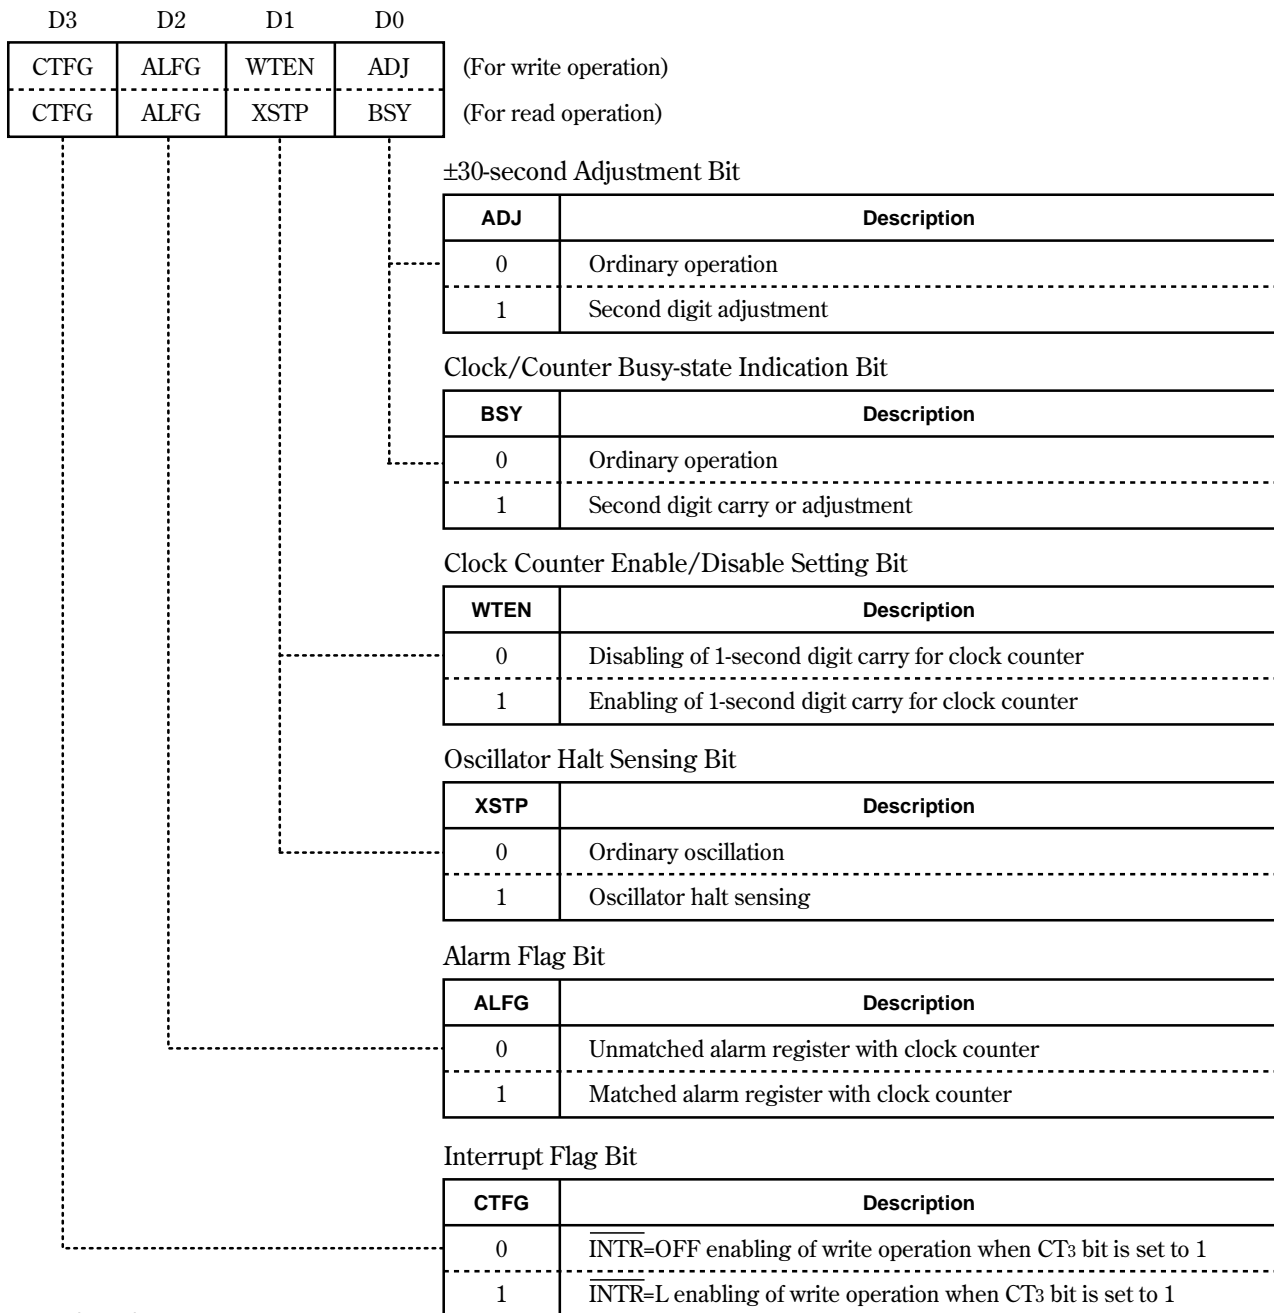 D3 D2 D1 D0
CTFG ALFG WTEN ADJ (For write operation)
CTFG ALFG XSTP BSY (For read operation)
±30-second Adjustment Bit
ADJ Description
0 Ordinary operation
1 Second digit adjustment
Clock/Counter Busy-state Indication Bit
BSY Description
0 Ordinary operation
1 Second digit carry or adjustment
Clock Counter Enable/Disable Setting Bit
WTEN Description
0 Disabling of 1-second digit carry for clock counter
1 Enabling of 1-second digit carry for clock counter
Oscillator Halt Sensing Bit
XSTP Description
0 Ordinary oscillation
1 Oscillator halt sensing
Alarm Flag Bit
ALFG Description
0 Unmatched alarm register with clock counter
1 Matched alarm register with clock counter
Interrupt Flag Bit
CTFG Description
0 I̅N̅T̅R̅=OFF enabling of write operation when CT3 bit is set to 1
1 I̅N̅T̅R̅=L enabling of write operation when CT3 bit is set to 1